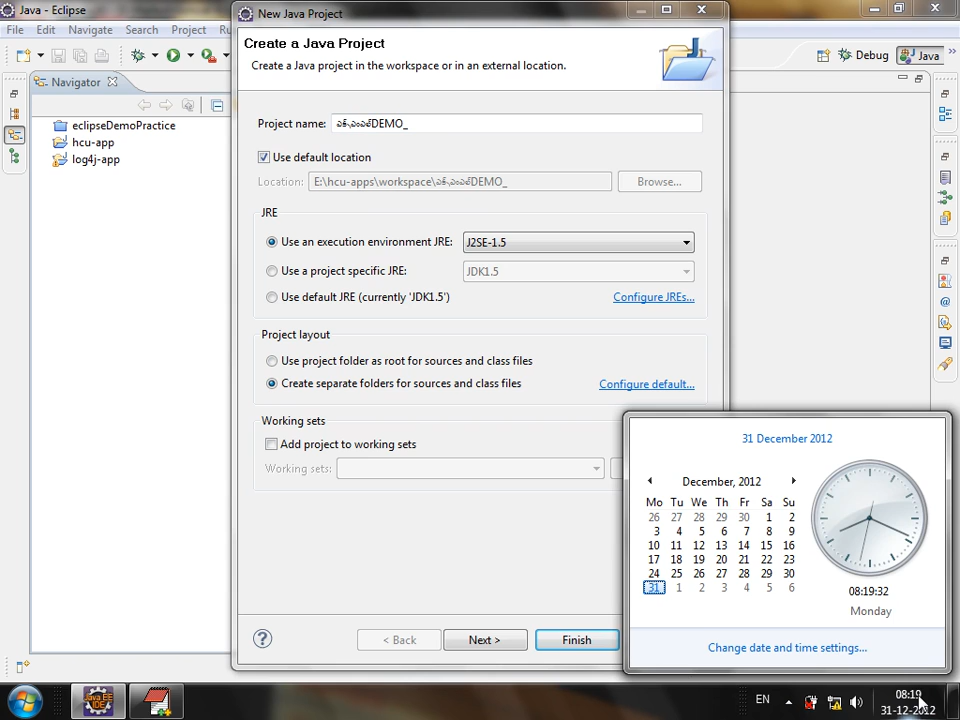 Java - Eclipse
File Edit Navigate Search Project
Navigator
eclipseDemoPractice
hcu-app
log4j-app
New Java Project
Create a Java Project
Create a Java project in the workspace or in an external location.
Project name:
DEMO_
Use default location
Location: E:\hcu-apps\workspace\
DEMO_
Browse...
JRE
Use an execution environment JRE: J2SE-1.5
Use a project specific JRE: JDK1.5
Use default JRE (currently 'JDK1.5') Configure JREs...
Project layout
Use project folder as root for sources and class files
Create separate folders for sources and class files Configure default...
Working sets
Add project to working sets
Working sets:
< Back Next > Finish
Debug Java
31 December 2012
December, 2012
Mo Tu We Th Fr Sa Su
26 27 28 29 30 1 2
3 4 5 6 7 8 9
10 11 12 13 14 15 16
17 18 19 20 21 22 23
24 25 26 27 28 29 30
31 1 2 3 4 5 6
08:19:32
Monday
Change date and time settings...
Java EE
IDE
EN
08:19
31-12-2012